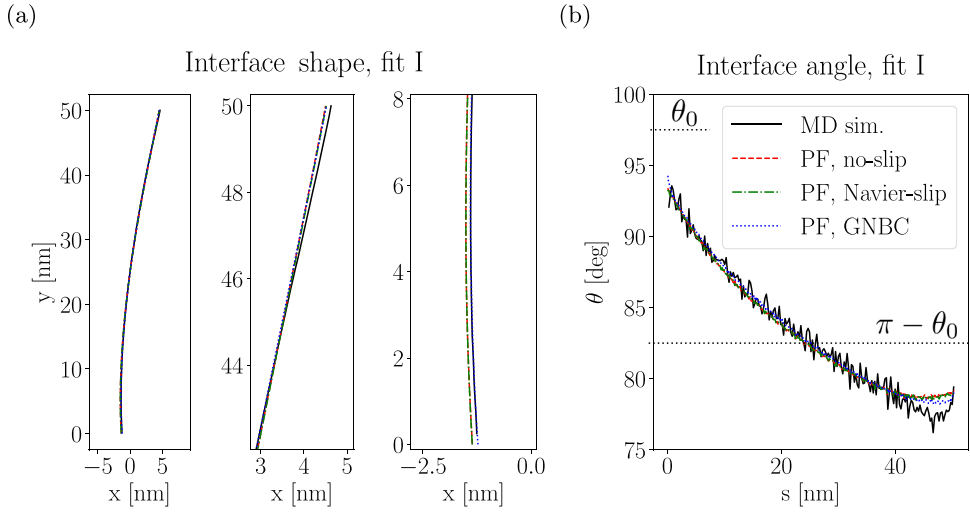 (a)
Interface shape, fit I
y [nm]
50
40
30
20
10
0
−5 0 5
x [nm]
50
48
46
44
3 4 5
x [nm]
8
6
4
2
0
−2.5 0.0
x [nm]
(b)
Interface angle, fit I
θ [deg]
100
95
90
85
80
75
θ₀
MD sim.
PF, no-slip
PF, Navier-slip
PF, GNBC
π − θ₀
0 20 40
s [nm]